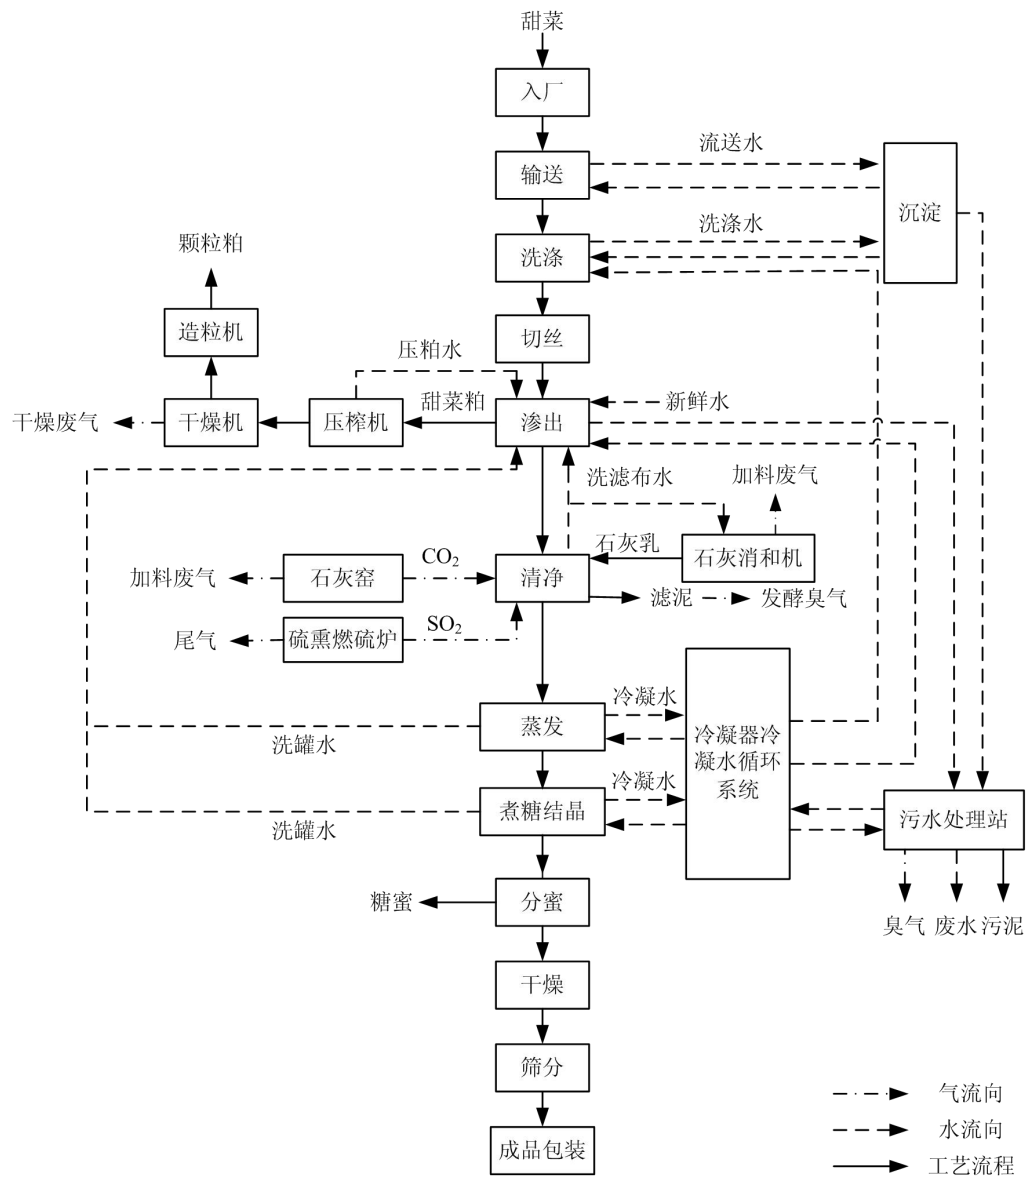 甜菜
入厂
流送水
输送
沉淀
洗涤水
颗粒粕
洗涤
造粒机
切丝
压粕水
甜菜粕
新鲜水
干燥废气
干燥机
压榨机
渗出
洗滤布水
加料废气
石灰乳
石灰消和机
CO₂
加料废气
石灰窑
清净
滤泥
发酵臭气
SO₂
尾气
硫熏燃硫炉
冷凝水
蒸发
冷凝器冷
凝水循环
系统
洗罐水
冷凝水
煮糖结晶
污水处理站
洗罐水
糖蜜
分蜜
臭气
废水
污泥
干燥
筛分
气流向
水流向
成品包装
工艺流程